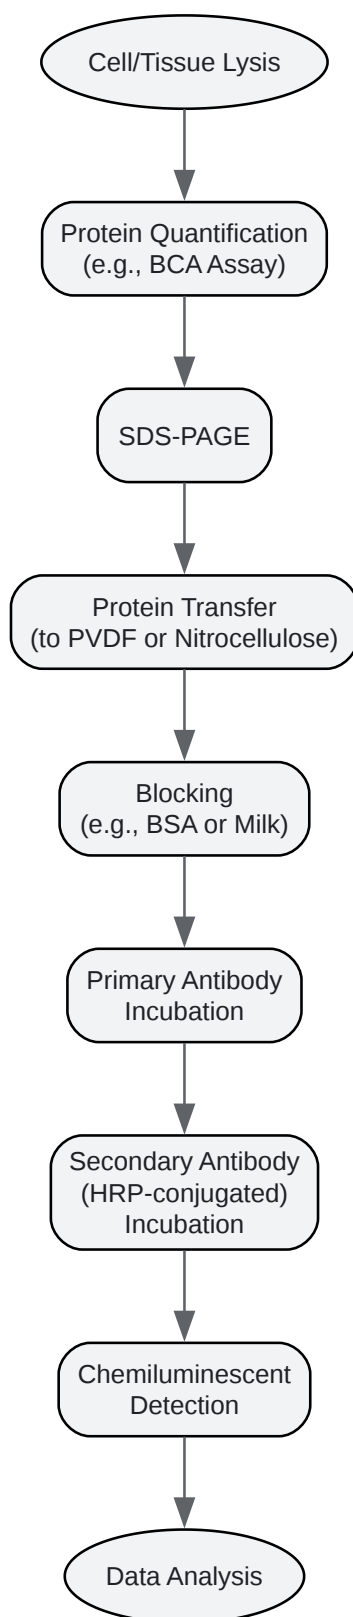 Cell/Tissue Lysis
Protein Quantification
(e.g., BCA Assay)
SDS-PAGE
Protein Transfer
(to PVDF or Nitrocellulose)
Blocking
(e.g., BSA or Milk)
Primary Antibody
Incubation
Secondary Antibody
(HRP-conjugated)
Incubation
Chemiluminescent
Detection
Data Analysis